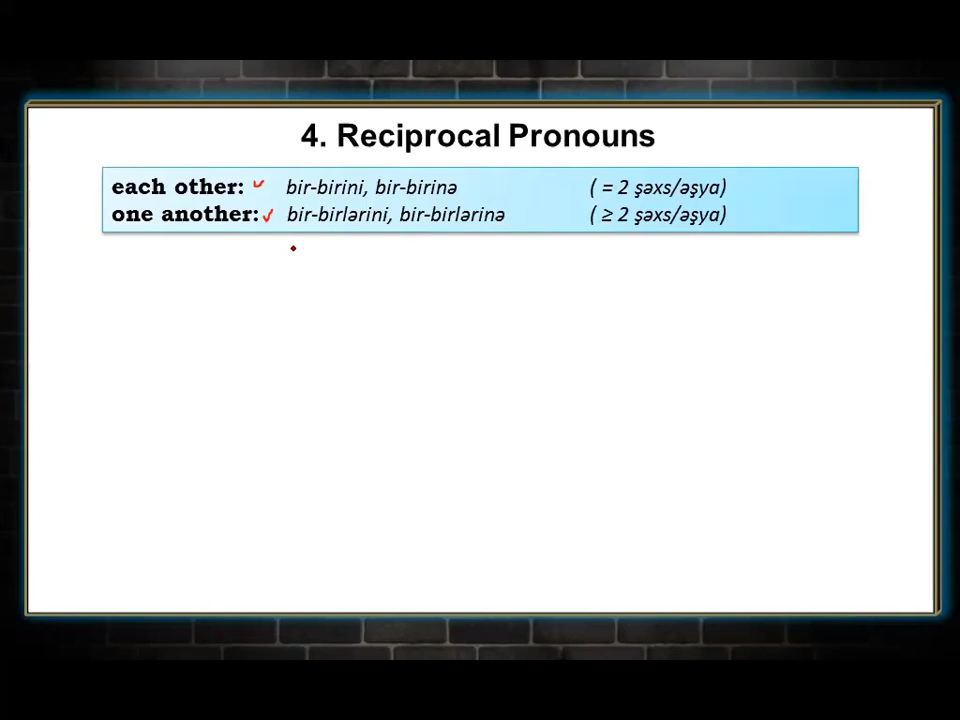 4. Reciprocal Pronouns
each other: bir-birini, bir-birinə ( = 2 şəxs/əşya)
one another: bir-birlərini, bir-birlərinə ( ≥ 2 şəxs/əşya)